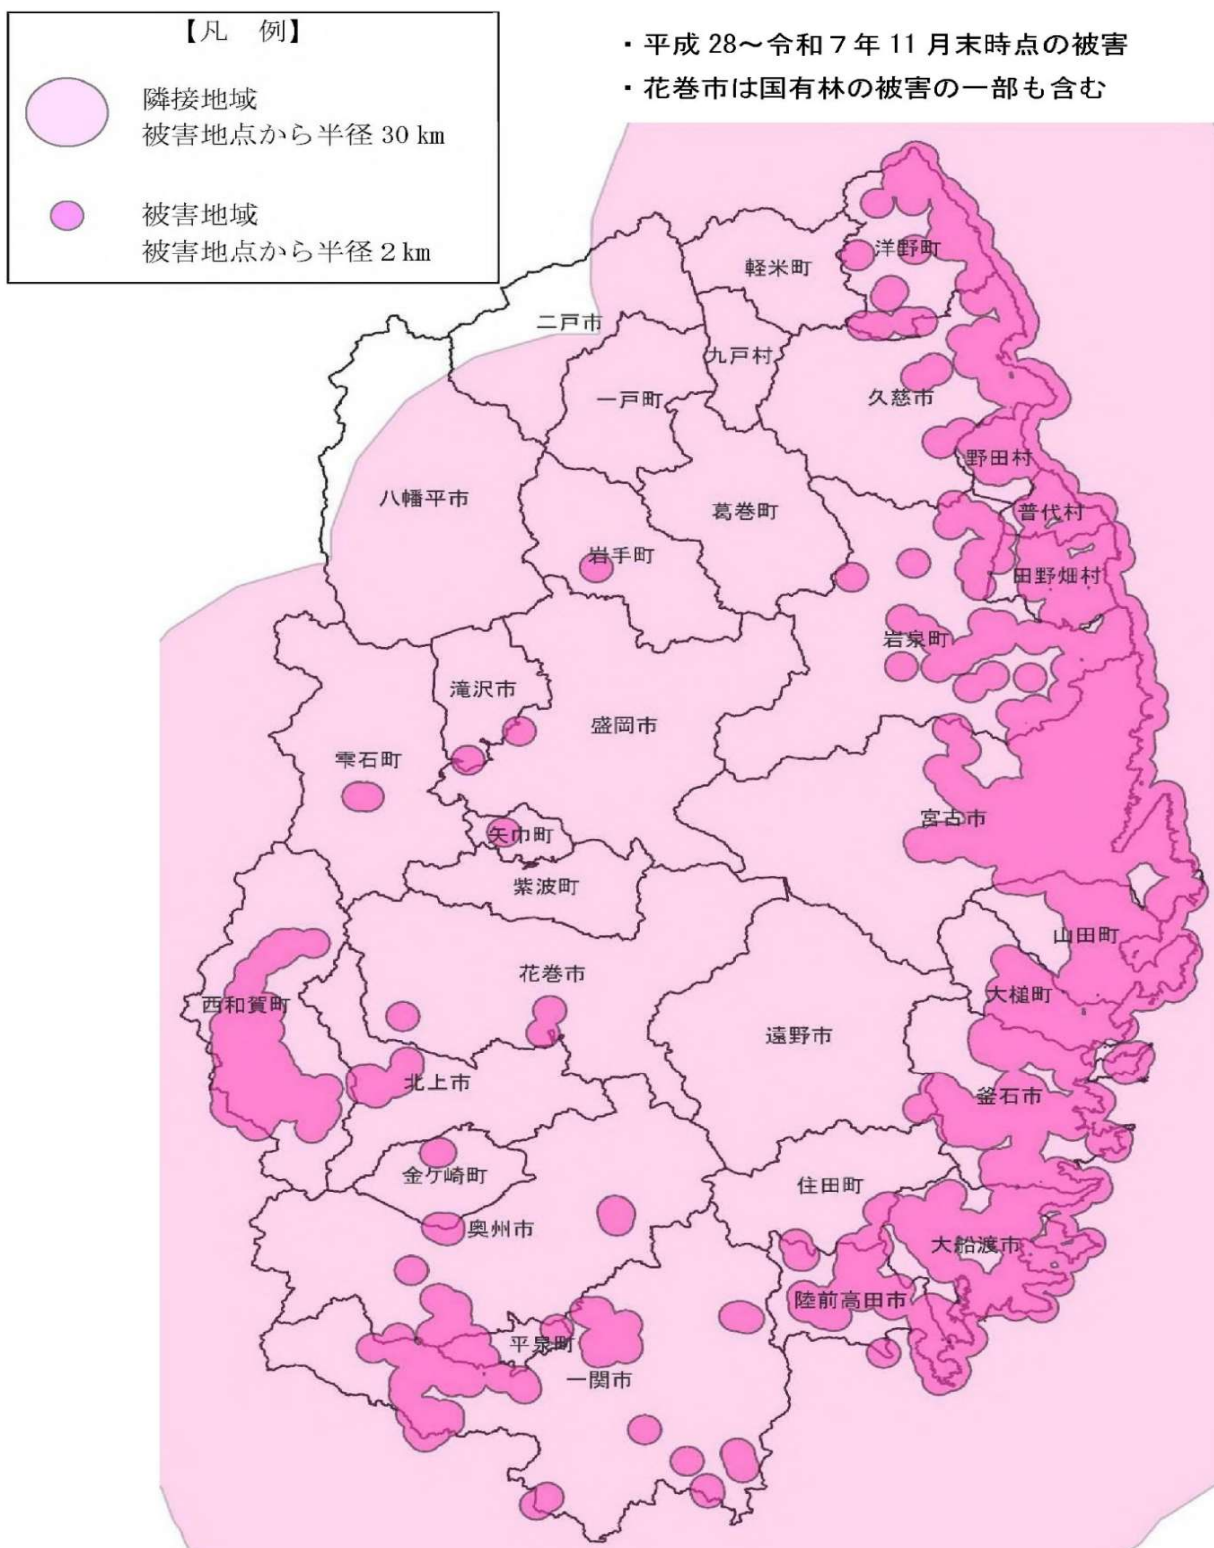 【凡　例】
隣接地域
被害地点から半径 30 km
被害地域
被害地点から半径 2 km
・平成 28～令和７年 11 月末時点の被害
・花巻市は国有林の被害の一部も含む
洋野町
軽米町
二戸市
九戸村
一戸町
久慈市
野田村
八幡平市
葛巻町
普代村
岩手町
田野畑村
岩泉町
滝沢市
盛岡市
雫石町
宮古市
矢巾町
紫波町
山田町
花巻市
西和賀町
大槌町
遠野市
北上市
釜石市
金ケ崎町
住田町
奥州市
大船渡市
陸前高田市
平泉町
一関市